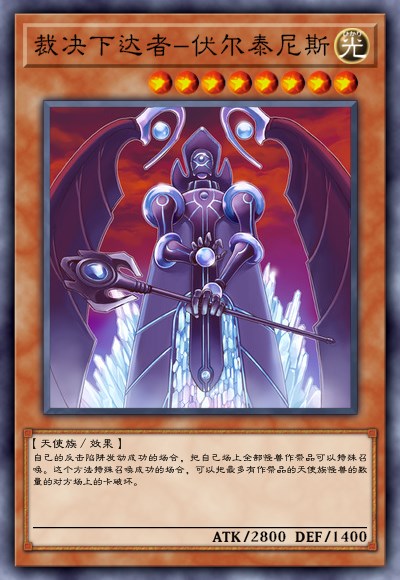 裁决下达者-伏尔泰尼斯
光
【天使族/效果】
自己的反击陷阱发动成功的场合,把自己场上全部怪兽作祭品可以特殊召
唤。这个方法特殊召唤成功的场合,可以把最多有作祭品的天使族怪兽的数
量的对方场上的卡破坏。
ATK/2800 DEF/1400